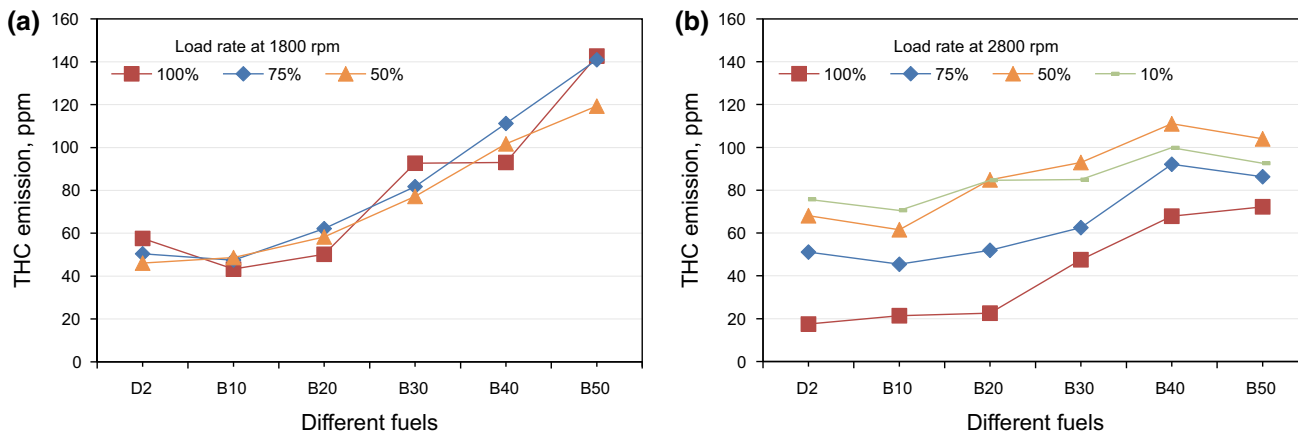 (a)
Load rate at 1800 rpm
100% 75% 50%
THC emission, ppm
160
140
120
100
80
60
40
20
0
D2 B10 B20 B30 B40 B50
Different fuels
(b)
Load rate at 2800 rpm
100% 75% 50% 10%
THC emission, ppm
160
140
120
100
80
60
40
20
0
D2 B10 B20 B30 B40 B50
Different fuels